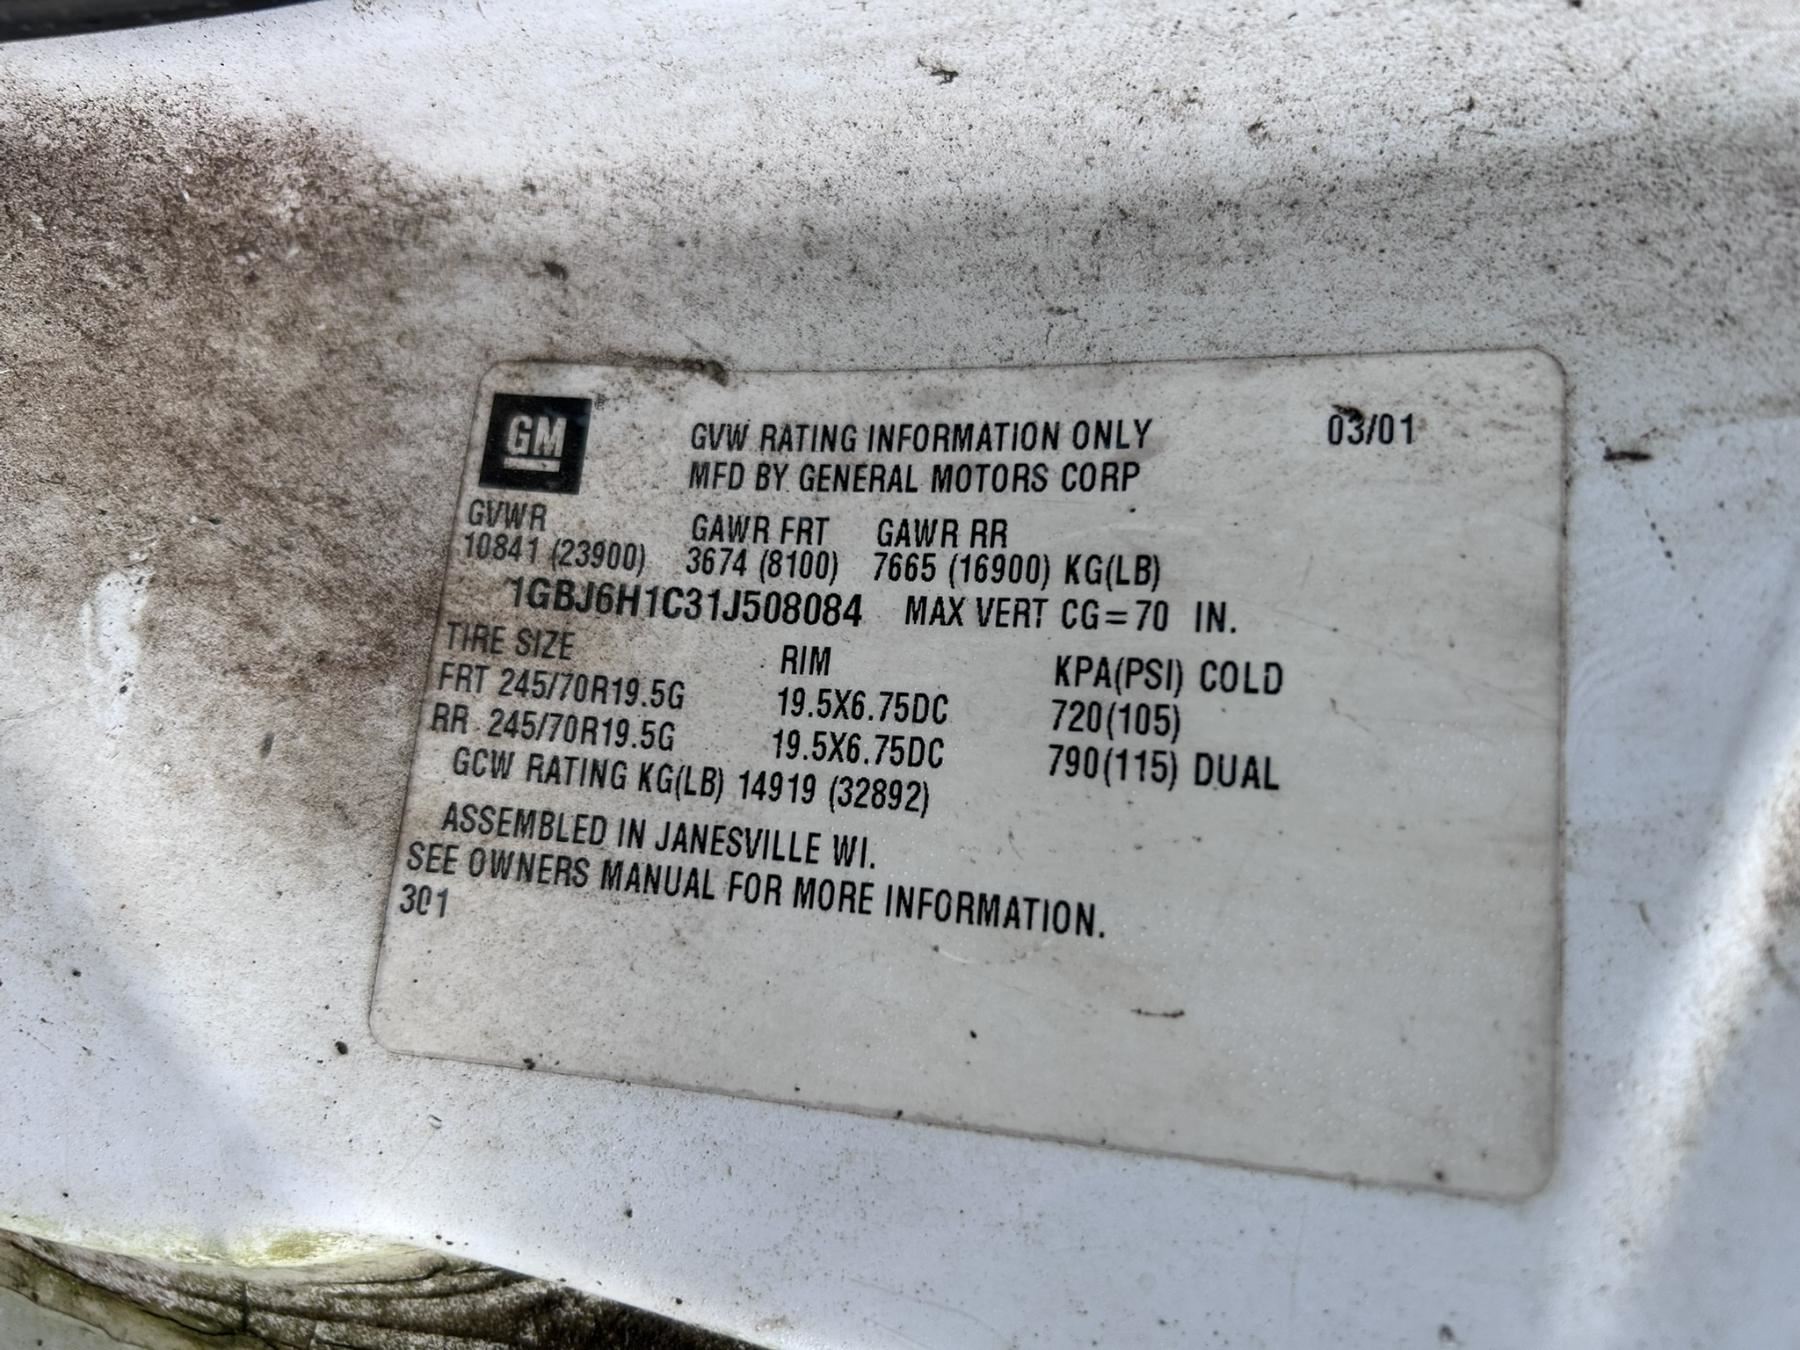 GM
GVW RATING INFORMATION ONLY 03/01
MFD BY GENERAL MOTORS CORP
GVWR GAWR FRT GAWR RR
10841 (23900) 3674 (8100) 7665 (16900) KG(LB)
1GBJ6H1C31J508084 MAX VERT CG=70 IN.
TIRE SIZE RIM KPA(PSI) COLD
FRT 245/70R19.5G 19.5X6.75DC 720(105)
RR 245/70R19.5G 19.5X6.75DC 790(115) DUAL
GCW RATING KG(LB) 14919 (32892)
ASSEMBLED IN JANESVILLE WI.
SEE OWNERS MANUAL FOR MORE INFORMATION.
301